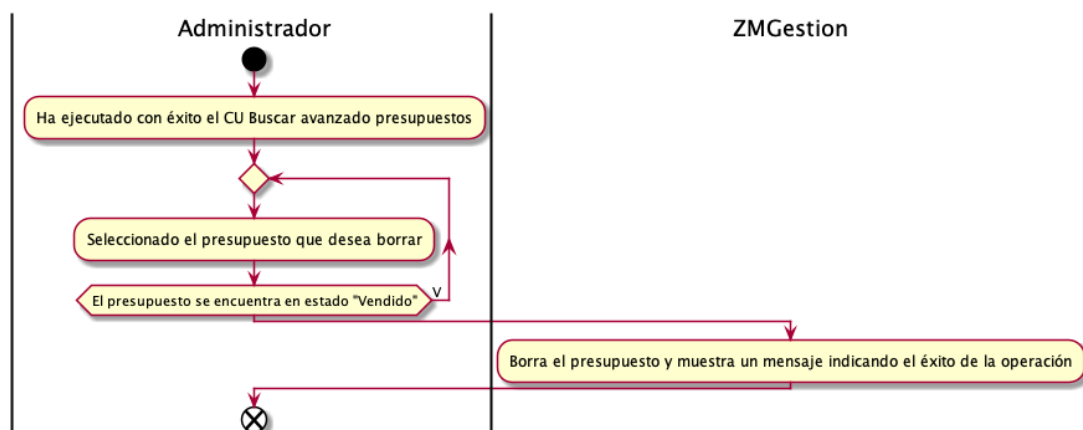 Administrador
ZMGestion
Ha ejecutado con éxito el CU Buscar avanzado presupuestos
Seleccionado el presupuesto que desea borrar
El presupuesto se encuentra en estado "Vendido"
V
Borra el presupuesto y muestra un mensaje indicando el éxito de la operación